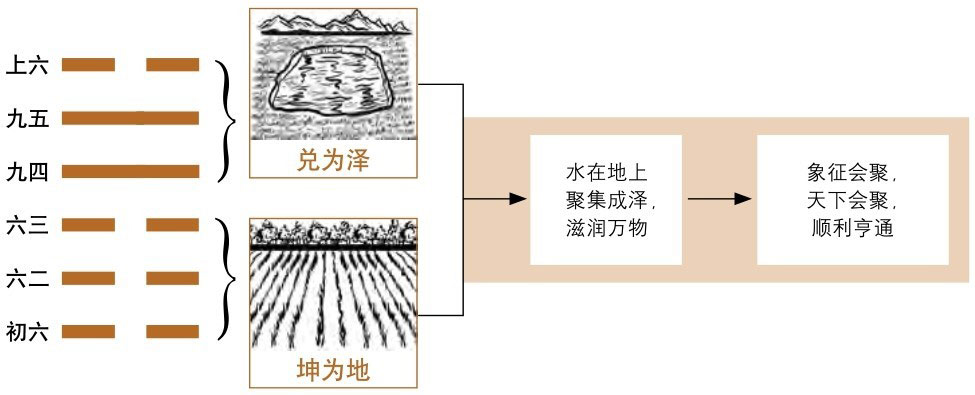 上六
九五
九四
六三
六二
初六
兑为泽
坤为地
水在地上
聚集成泽，
滋润万物
象征会聚，
天下会聚，
顺利亨通